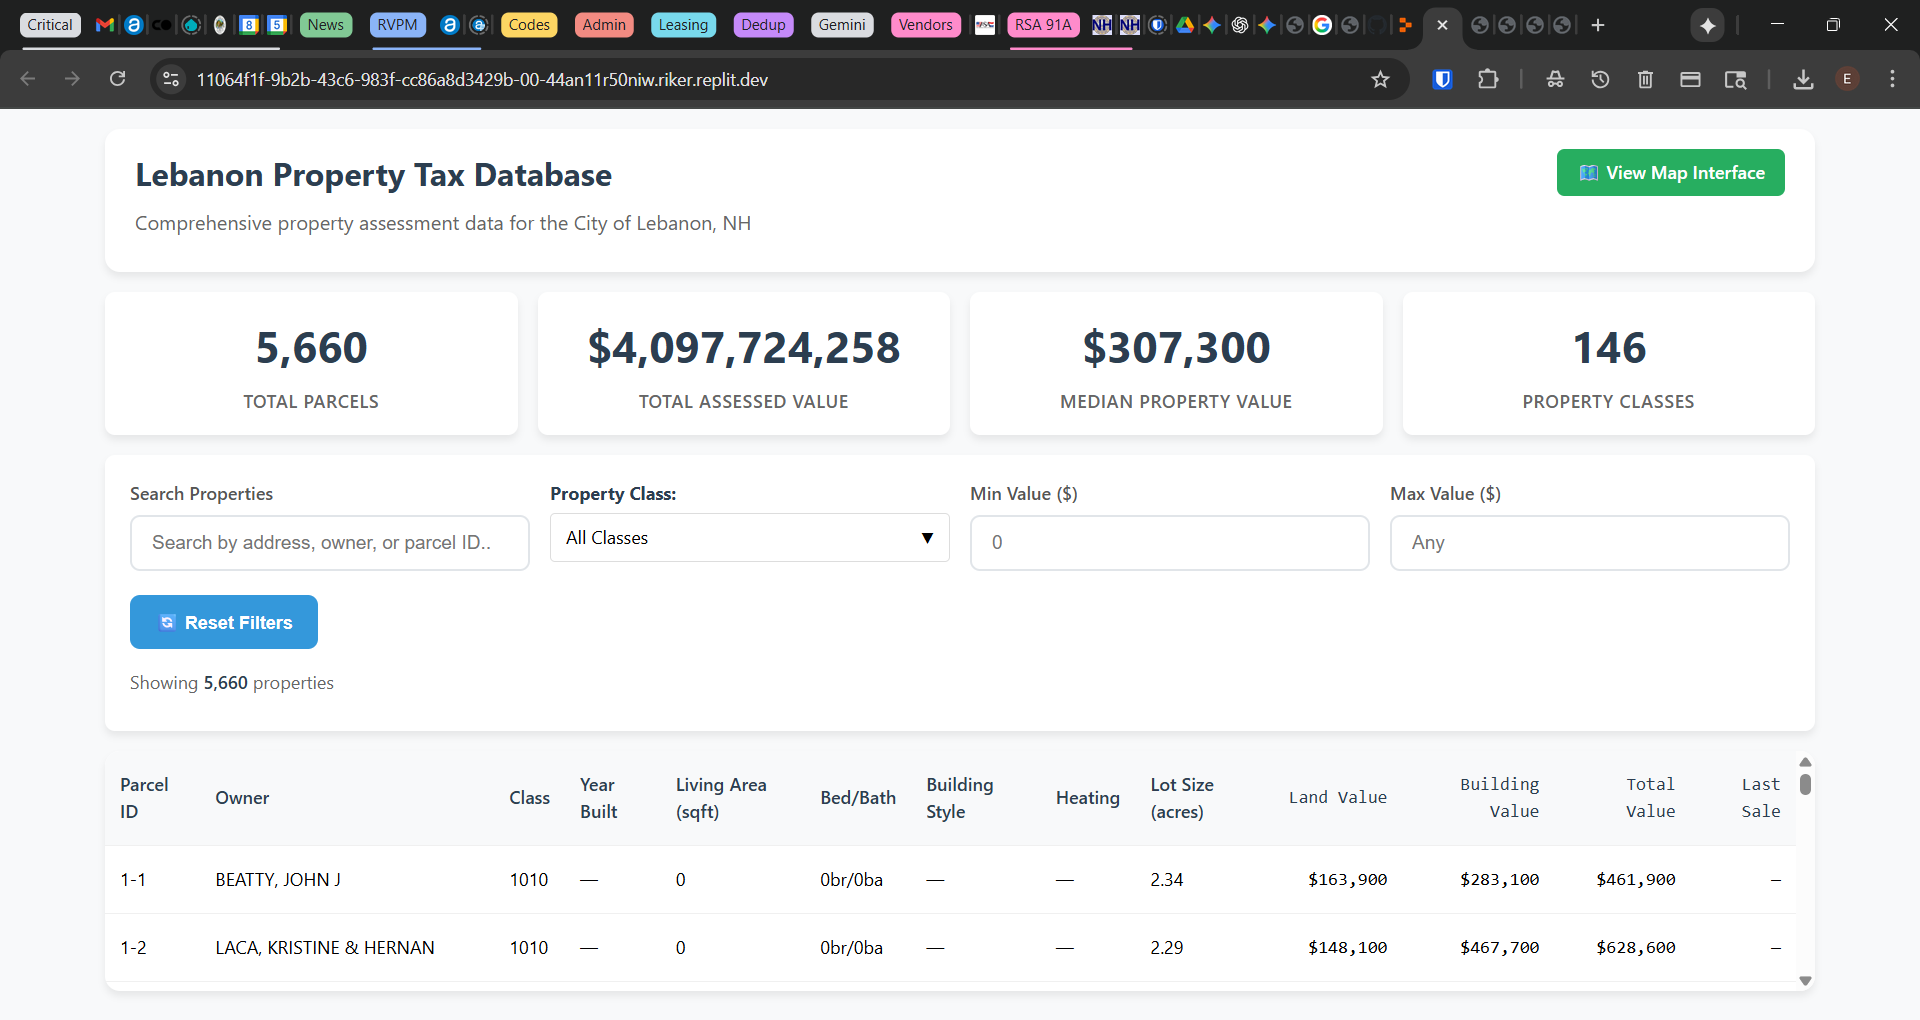 Critical
8
5
News
RVPM
Codes
Admin
Leasing
Dedup
Gemini
Vendors
RSA 91A
NH
NH
11064f1f-9b2b-43c6-983f-cc86a8d3429b-00-44an11r50niw.riker.replit.dev
E
Lebanon Property Tax Database
View Map Interface
Comprehensive property assessment data for the City of Lebanon, NH
5,660
$4,097,724,258
$307,300
146
TOTAL PARCELS
TOTAL ASSESSED VALUE
MEDIAN PROPERTY VALUE
PROPERTY CLASSES
Search Properties
Property Class:
Min Value ($)
Max Value ($)
Search by address, owner, or parcel ID..
All Classes ▼
0
Any
Reset Filters
Showing 5,660 properties
Parcel ID
Owner
Class
Year Built
Living Area (sqft)
Bed/Bath
Building Style
Heating
Lot Size (acres)
Land Value
Building Value
Total Value
Last Sale
1-1 BEATTY, JOHN J 1010 — 0 0br/0ba — — 2.34 $163,900 $283,100 $461,900 —
1-2 LACA, KRISTINE & HERNAN 1010 — 0 0br/0ba — — 2.29 $148,100 $467,700 $628,600 —